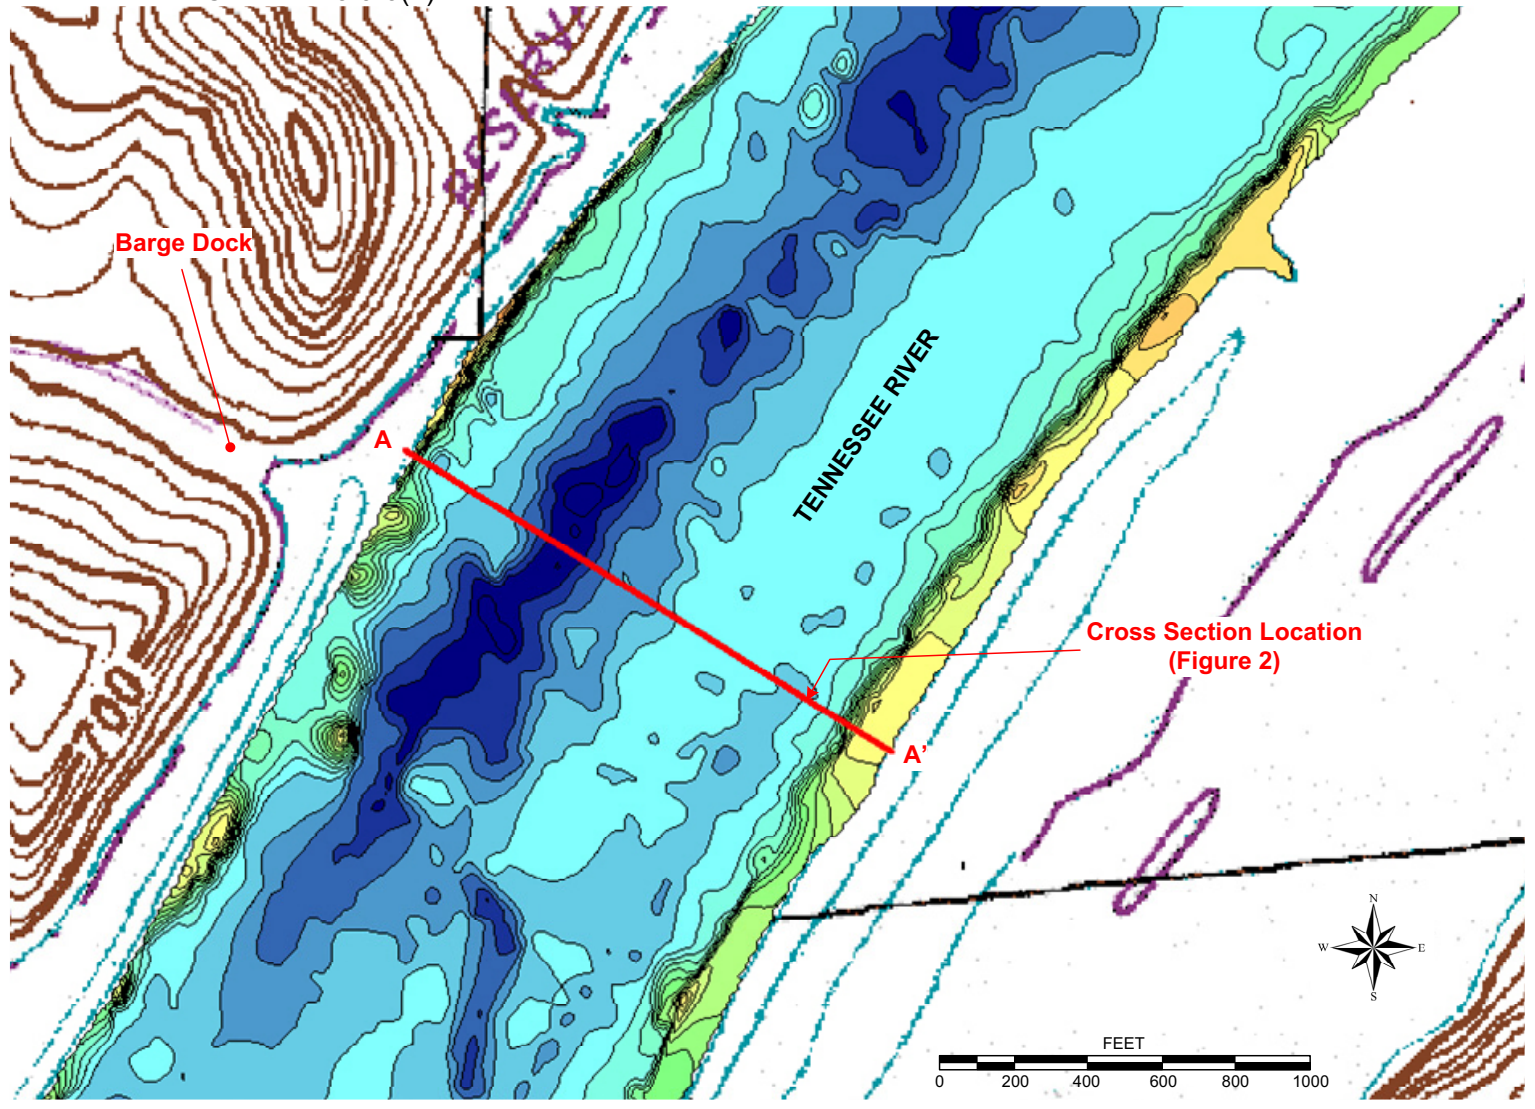 Barge Dock
A
TENNESSEE RIVER
Cross Section Location
(Figure 2)
A’
700
N
W
E
S
FEET
0 200 400 600 800 1000